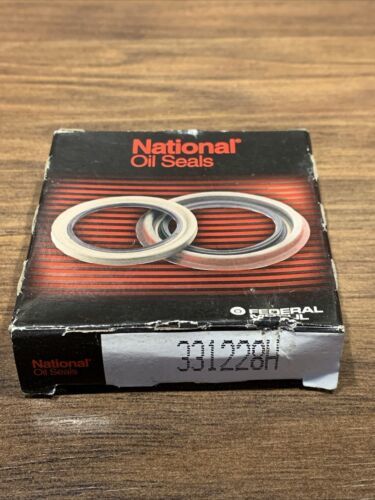 National®
Oil Seals
FEDERAL
National®
Oil Seals
331228H